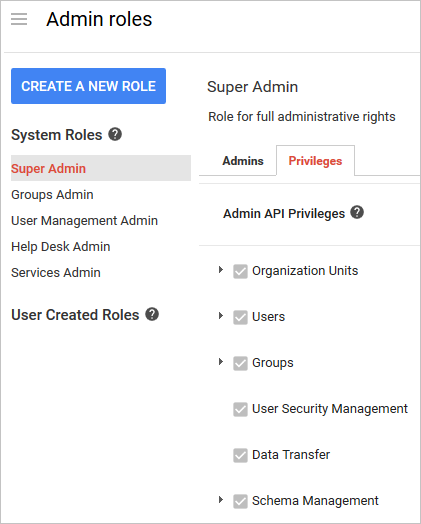 Admin roles
CREATE A NEW ROLE
System Roles
Super Admin
Groups Admin
User Management Admin
Help Desk Admin
Services Admin
User Created Roles
Super Admin
Role for full administrative rights
Admins
Privileges
Admin API Privileges
Organization Units
Users
Groups
User Security Management
Data Transfer
Schema Management